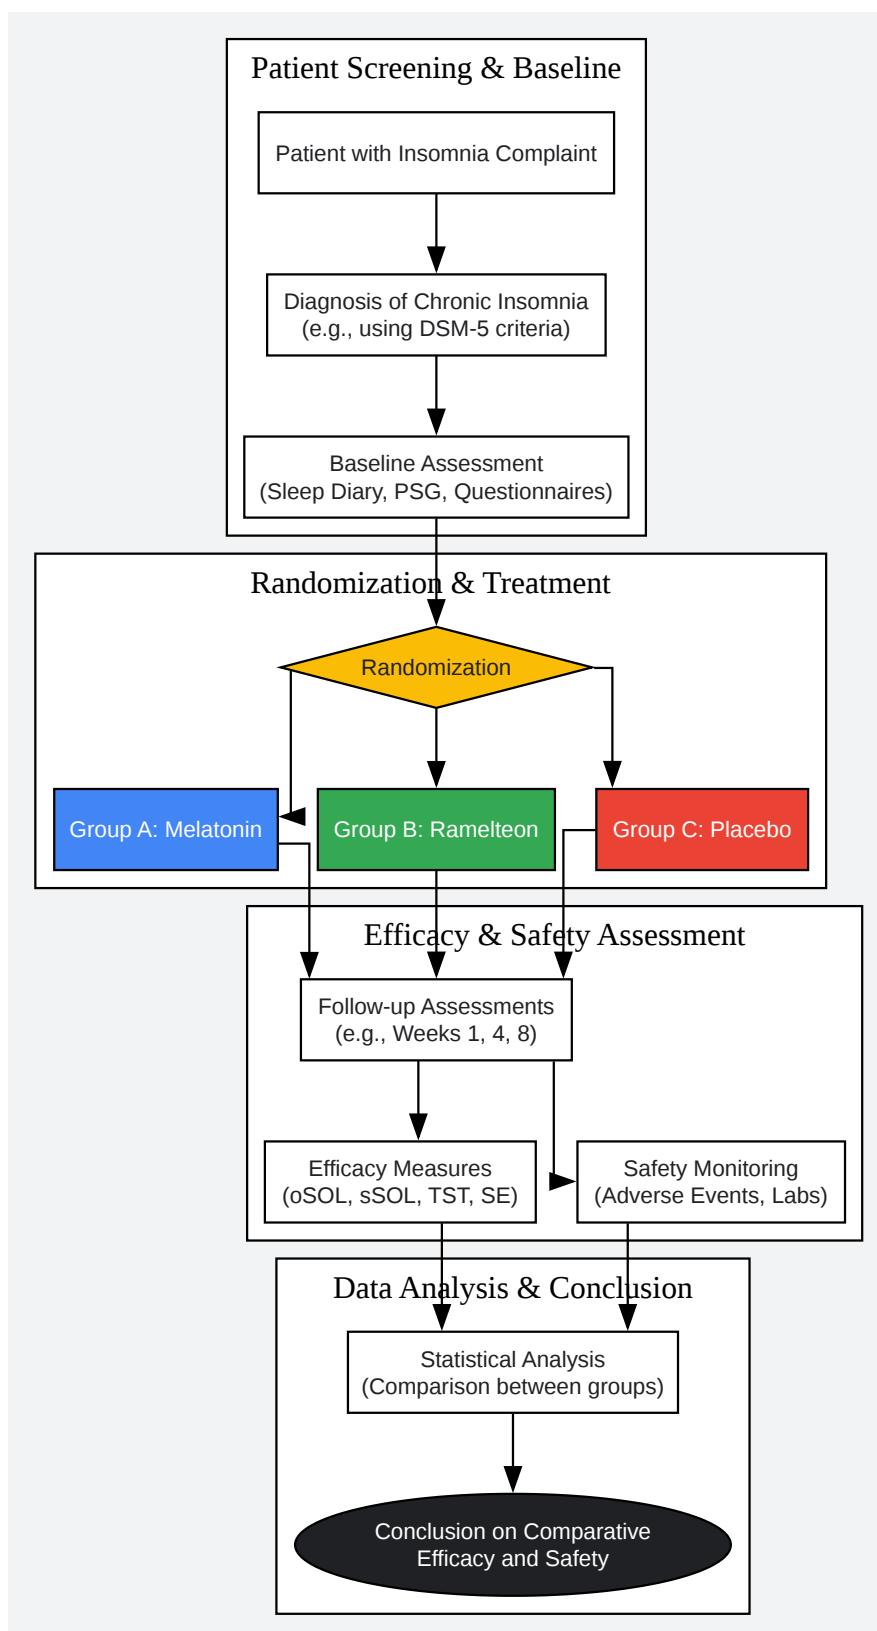 Patient Screening & Baseline
Patient with Insomnia Complaint
Diagnosis of Chronic Insomnia
(e.g., using DSM-5 criteria)
Baseline Assessment
(Sleep Diary, PSG, Questionnaires)
Randomization & Treatment
Randomization
Group A: Melatonin
Group B: Ramelteon
Group C: Placebo
Efficacy & Safety Assessment
Follow-up Assessments
(e.g., Weeks 1, 4, 8)
Efficacy Measures
(oSOL, sSOL, TST, SE)
Safety Monitoring
(Adverse Events, Labs)
Data Analysis & Conclusion
Statistical Analysis
(Comparison between groups)
Conclusion on Comparative
Efficacy and Safety